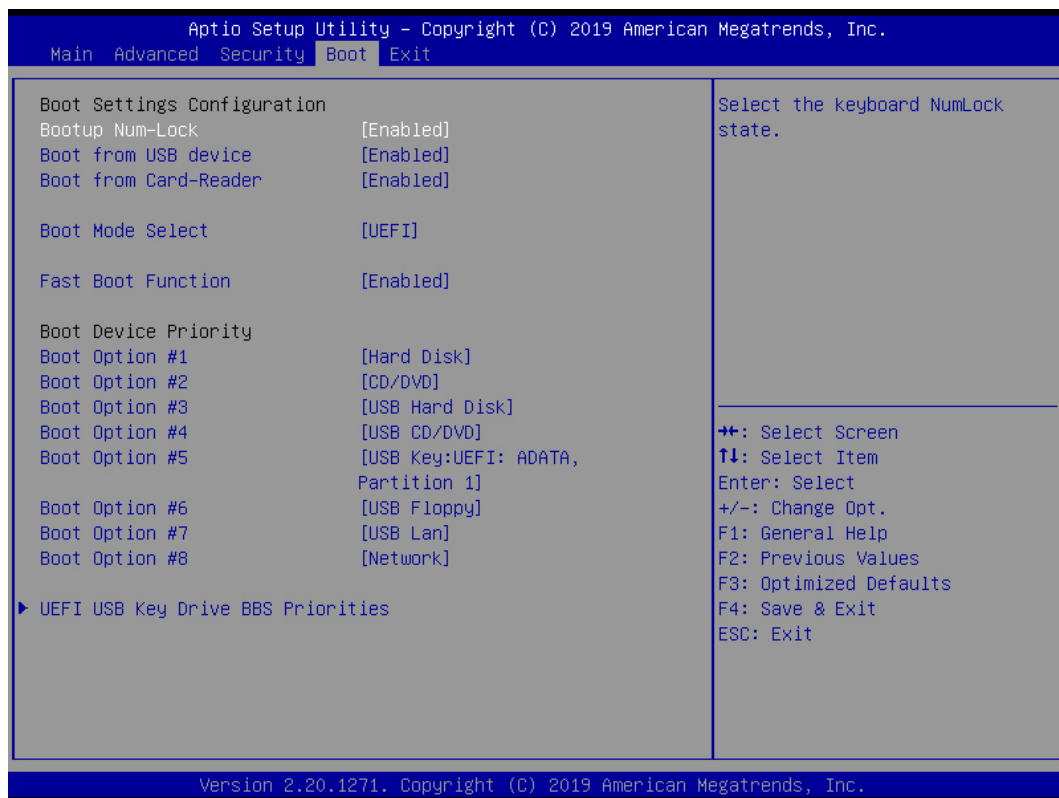 Aptio Setup Utility – Copyright (C) 2019 American Megatrends, Inc.
Main Advanced Security Boot Exit
Boot Settings Configuration
Bootup Num-Lock [Enabled]
Boot from USB device [Enabled]
Boot from Card-Reader [Enabled]
Boot Mode Select [UEFI]
Fast Boot Function [Enabled]
Boot Device Priority
Boot Option #1 [Hard Disk]
Boot Option #2 [CD/DVD]
Boot Option #3 [USB Hard Disk]
Boot Option #4 [USB CD/DVD]
Boot Option #5 [USB Key:UEFI: ADATA,
Partition 1]
Boot Option #6 [USB Floppy]
Boot Option #7 [USB Lan]
Boot Option #8 [Network]
UEFI USB Key Drive BBS Priorities
Select the keyboard NumLock
state.
→←: Select Screen
↑↓: Select Item
Enter: Select
+/-: Change Opt.
F1: General Help
F2: Previous Values
F3: Optimized Defaults
F4: Save & Exit
ESC: Exit
Version 2.20.1271. Copyright (C) 2019 American Megatrends, Inc.